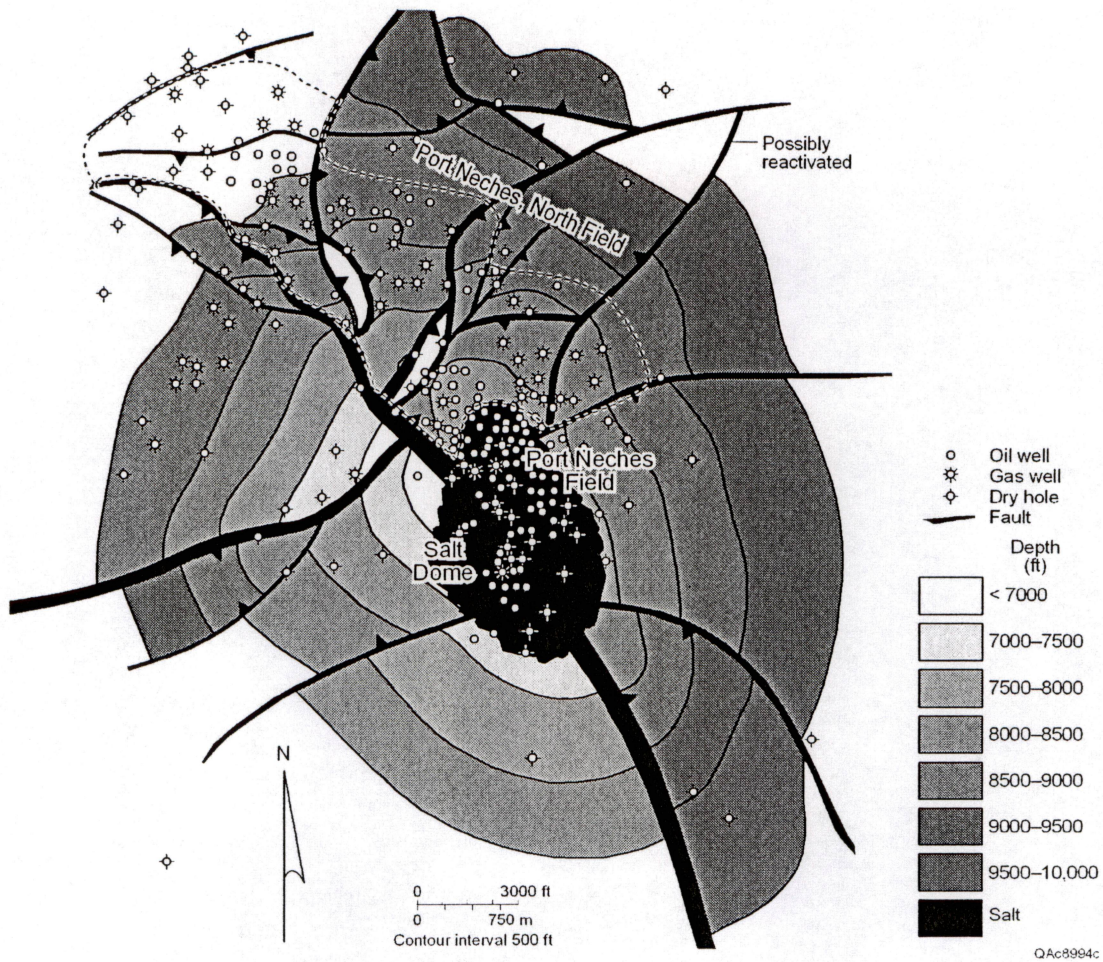 Possibly
reactivated
Port Neches, North Field
Port Neches
Field
Salt
Dome
Oil well
Gas well
Dry hole
Fault
Depth
(ft)
< 7000
7000–7500
7500–8000
8000–8500
8500–9000
9000–9500
9500–10,000
Salt
N
0 3000 ft
0 750 m
Contour interval 500 ft
QAc8994c